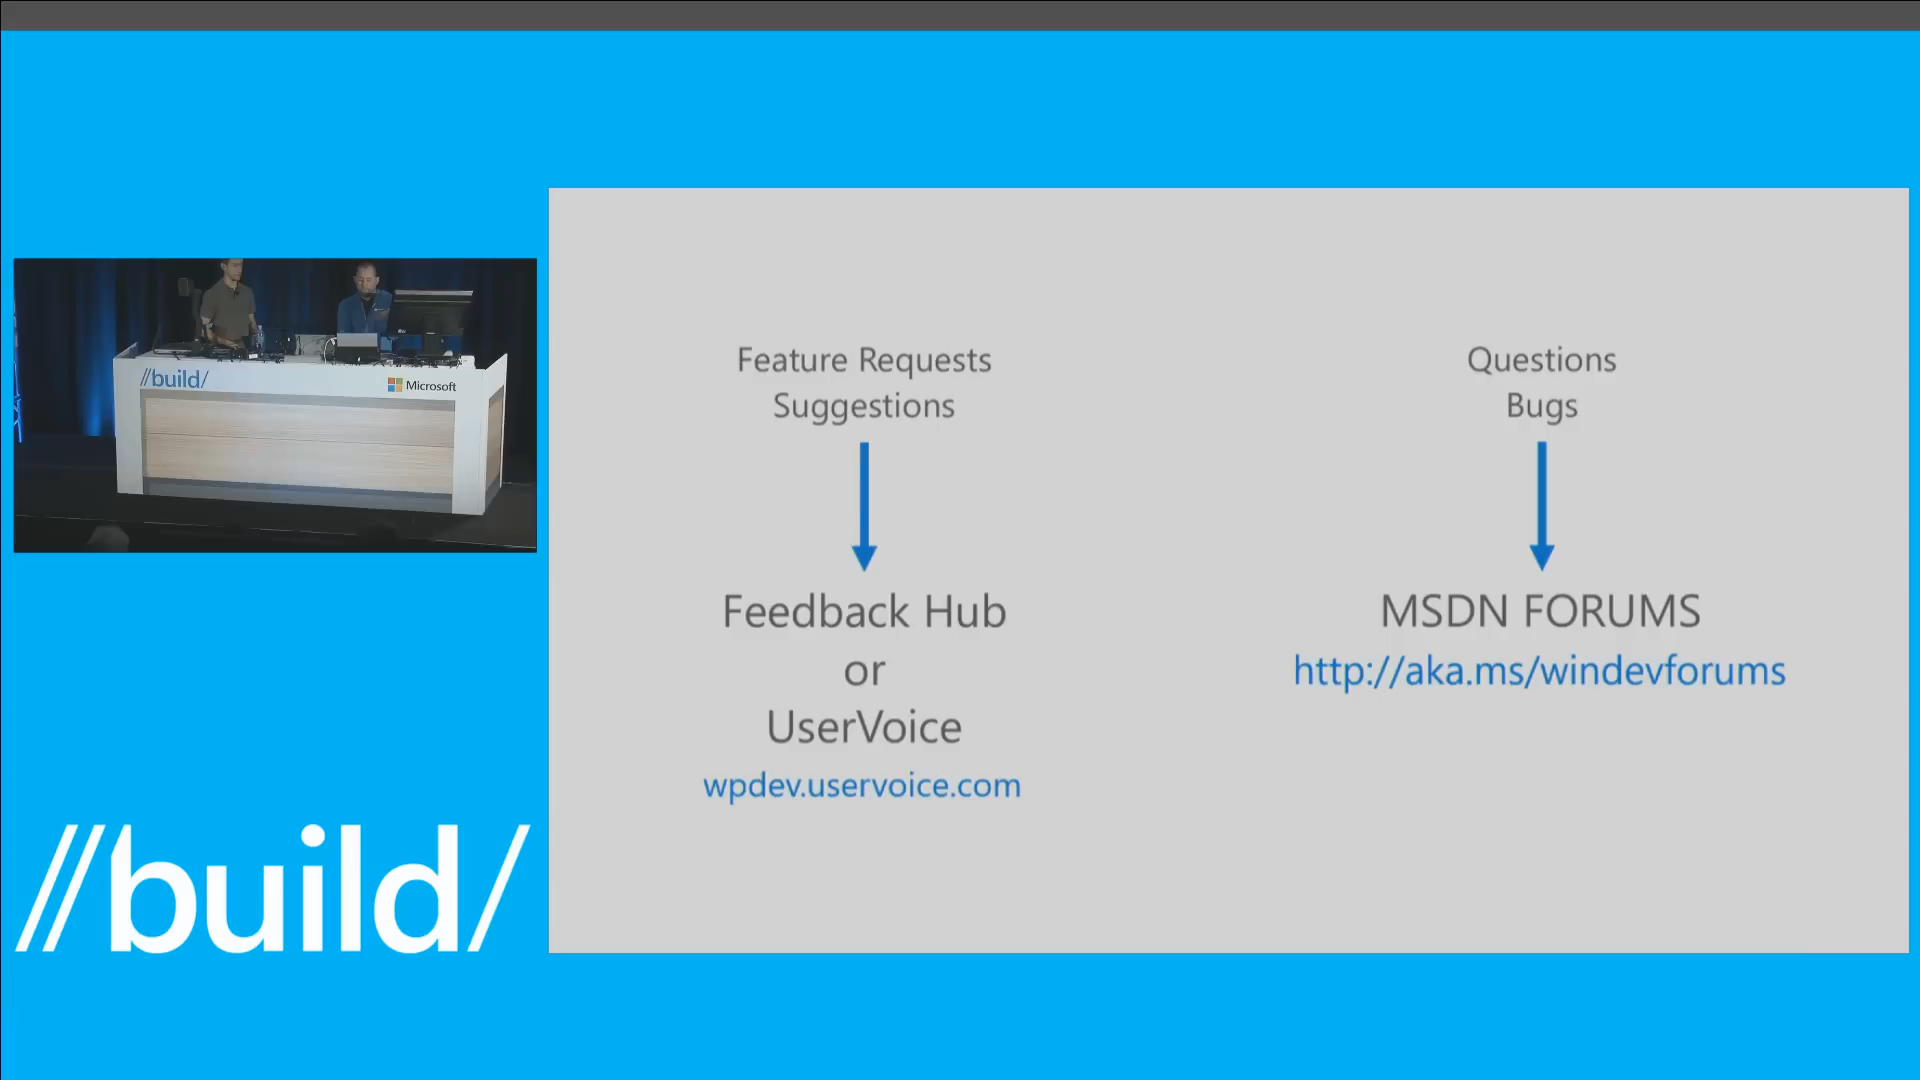 //build/
Microsoft
Feature Requests
Suggestions
Feedback Hub
or
UserVoice
wpdev.uservoice.com
Questions
Bugs
MSDN FORUMS
http://aka.ms/windevforums
//build/